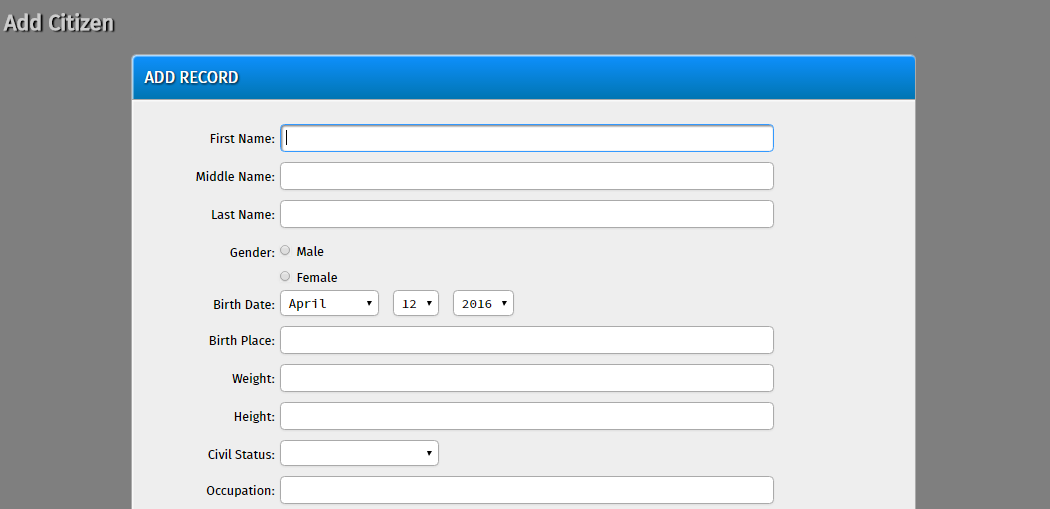 Add Citizen
ADD RECORD
First Name:
Middle Name:
Last Name:
Gender: Male
Female
Birth Date: April 12 2016
Birth Place:
Weight:
Height:
Civil Status:
Occupation: